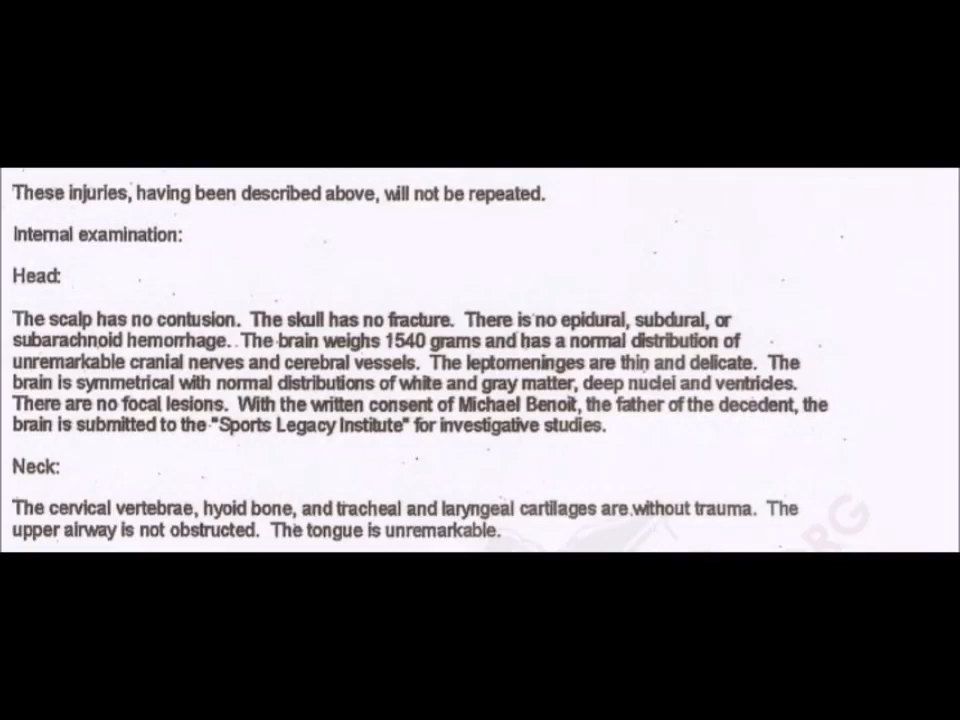 These injuries, having been described above, will not be repeated.
Internal examination:
Head:
The scalp has no contusion. The skull has no fracture. There is no epidural, subdural, or
subarachnoid hemorrhage. The brain weighs 1540 grams and has a normal distribution of
unremarkable cranial nerves and cerebral vessels. The leptomeninges are thin and delicate. The
brain is symmetrical with normal distributions of white and gray matter, deep nuclei and ventricles.
There are no focal lesions. With the written consent of Michael Benoit, the father of the decedent, the
brain is submitted to the "Sports Legacy Institute" for investigative studies.
Neck:
The cervical vertebrae, hyoid bone, and tracheal and laryngeal cartilages are without trauma. The
upper airway is not obstructed. The tongue is unremarkable.